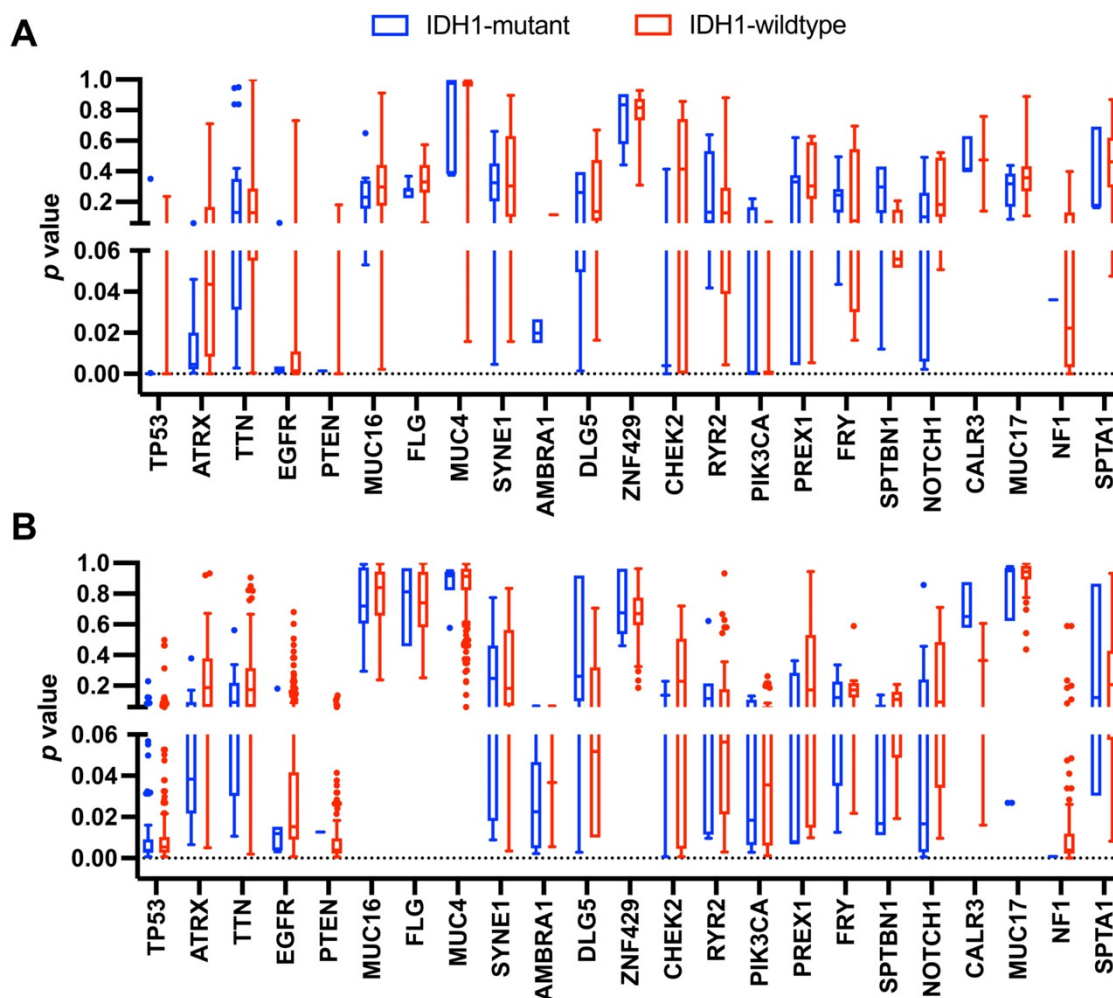 A
IDH1-mutant
IDH1-wildtype
p value
1.0
0.8
0.6
0.4
0.2
0.06
0.04
0.02
0.00
TP53
ATRX
TTN
EGFR
PTEN
MUC16
FLG
MUC4
SYNE1
AMBRA1
DLG5
ZNF429
CHEK2
RYR2
PIK3CA
PREX1
FRY
SPTBN1
NOTCH1
CALR3
MUC17
NF1
SPTA1
B
p value
1.0
0.8
0.6
0.4
0.2
0.06
0.04
0.02
0.00
TP53
ATRX
TTN
EGFR
PTEN
MUC16
FLG
MUC4
SYNE1
AMBRA1
DLG5
ZNF429
CHEK2
RYR2
PIK3CA
PREX1
FRY
SPTBN1
NOTCH1
CALR3
MUC17
NF1
SPTA1